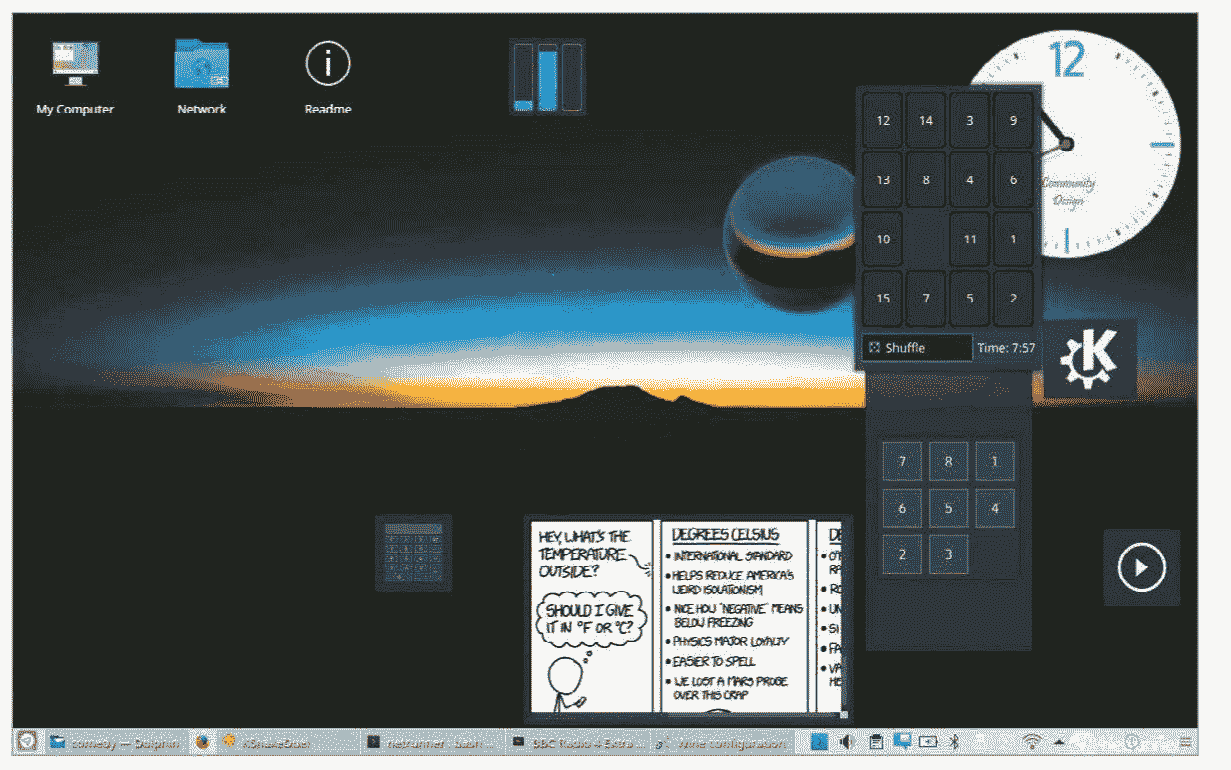 My Computer
Network
Readme
12
12 14 3 9
13 8 4 6
10 11 1
15 7 5 2
Shuffle
Time: 7:57
Community
Design
K
7 8 1
6 5 4
2 3
HEY, WHAT'S THE
TEMPERATURE
OUTSIDE?
SHOULD I GIVE
IT IN °F OR °C?
DEGREES CELSIUS
• INTERNATIONAL STANDARD
• HELPS REDUCE AMERICA'S
WEIRD ISOLATIONISM
• NICE HOW "NEGATIVE" MEANS
BELOW FREEZING
• PHYSICS MAJOR LOYALTY
• EASIER TO SPELL
• WE LOST A MARS PROBE
OVER THIS CRAP
comedy — Dolphin
KSnakeDuel
BBC Radio 4 Extra
Wine configuration